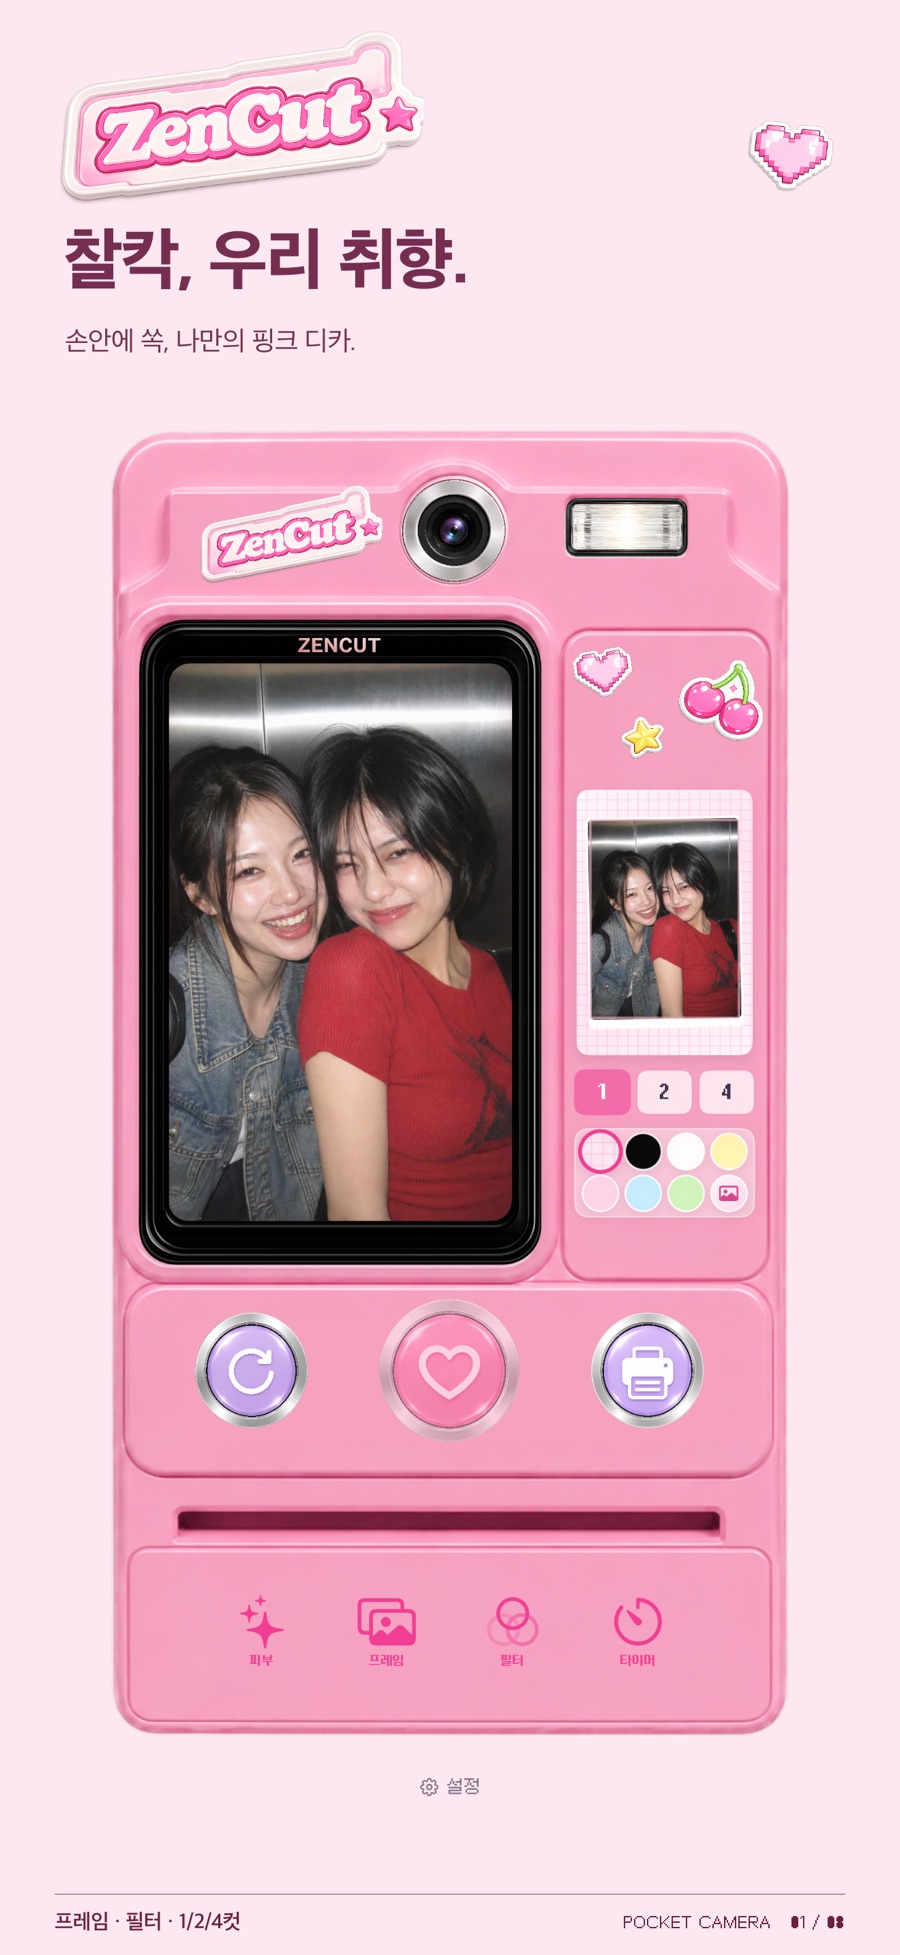 ZenCut
찰칵, 우리 취향.
손안에 쏙, 나만의 핑크 디카.
ZenCut
ZENCUT
1 2 4
피부 프레임 필터 타이머
설정
프레임 · 필터 · 1/2/4컷
POCKET CAMERA 01 / 08